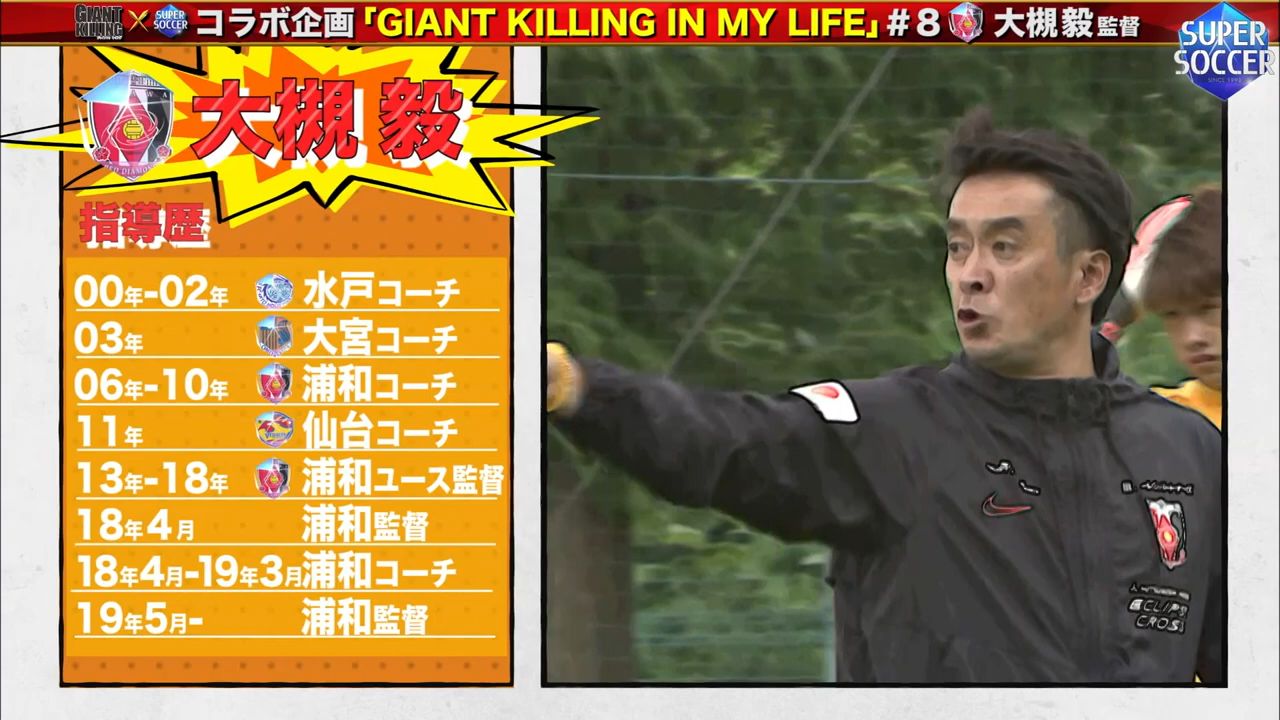 GIANT KILLING × SUPER SOCCER コラボ企画「GIANT KILLING IN MY LIFE」#8 大槻毅監督
SUPER SOCCER
SINCE 1993
大槻 毅
指導歴
00年-02年 水戸コーチ
03年 大宮コーチ
06年-10年 浦和コーチ
11年 仙台コーチ
13年-18年 浦和ユース監督
18年4月 浦和監督
18年4月-19年3月 浦和コーチ
19年5月- 浦和監督